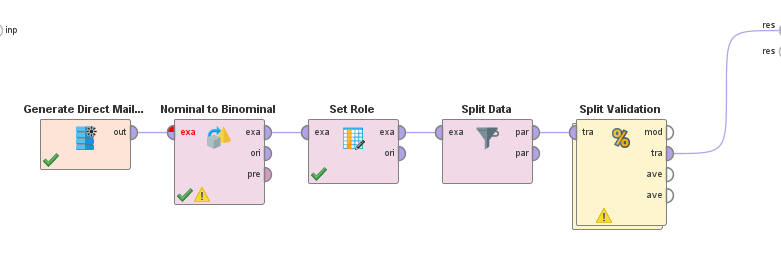 inp
res
res
Generate Direct Mail...
out
Nominal to Binominal
exa
exa
ori
pre
Set Role
exa
exa
ori
Split Data
exa
par
par
Split Validation
tra
mod
tra
ave
ave